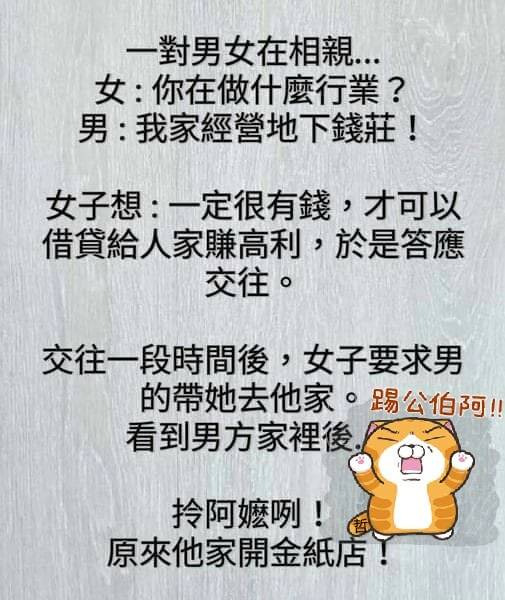 一對男女在相親...
女：你在做什麼行業？
男：我家經營地下錢莊！
女子想：一定很有錢，才可以
借貸給人家賺高利，於是答應
交往。
交往一段時間後，女子要求男
的帶她去他家。
踢公伯阿!!
看到男方家裡後.
哲
拎阿嬤咧！
原來他家開金紙店！